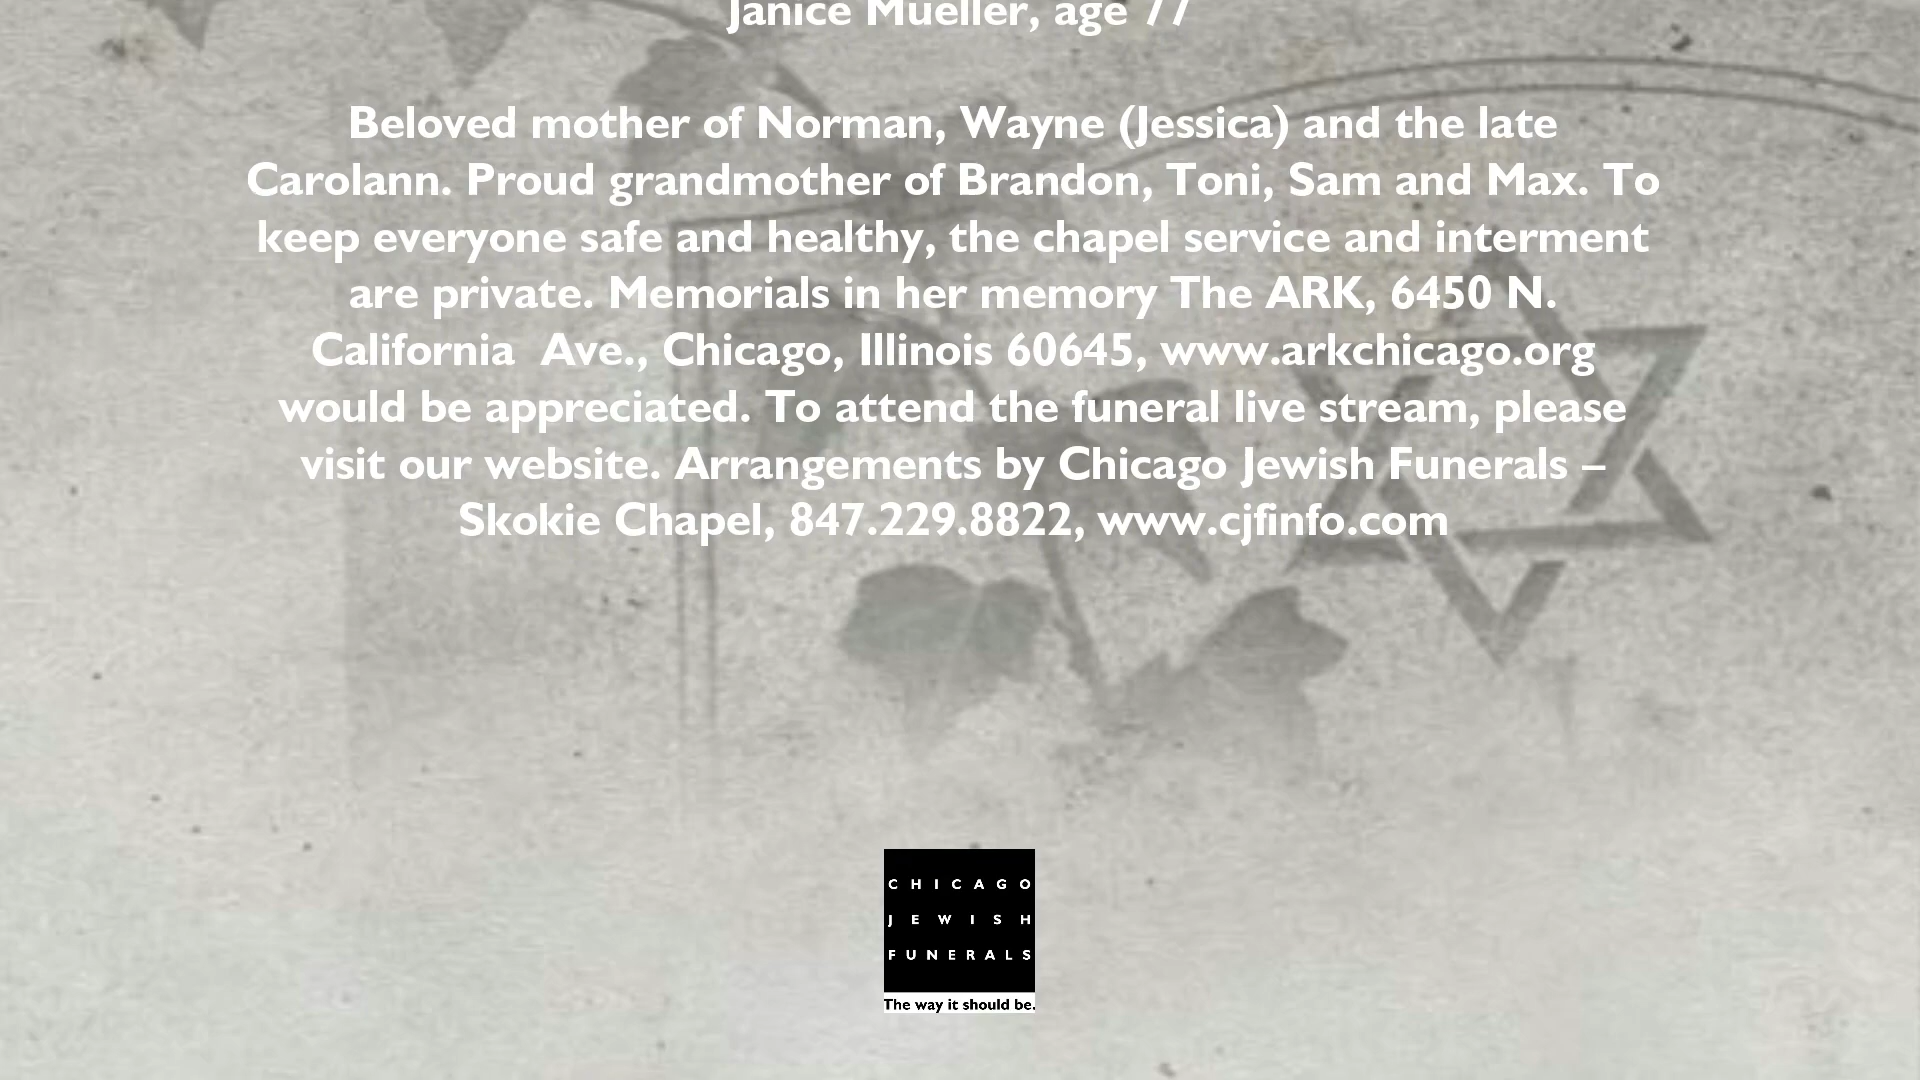 Janice Mueller, age 77
Beloved mother of Norman, Wayne (Jessica) and the late
Carolann. Proud grandmother of Brandon, Toni, Sam and Max. To
keep everyone safe and healthy, the chapel service and interment
are private. Memorials in her memory The ARK, 6450 N.
California  Ave., Chicago, Illinois 60645, www.arkchicago.org
would be appreciated. To attend the funeral live stream, please
visit our website. Arrangements by Chicago Jewish Funerals –
Skokie Chapel, 847.229.8822, www.cjfinfo.com
CHICAGO
JEWISH
FUNERALS
The way it should be.